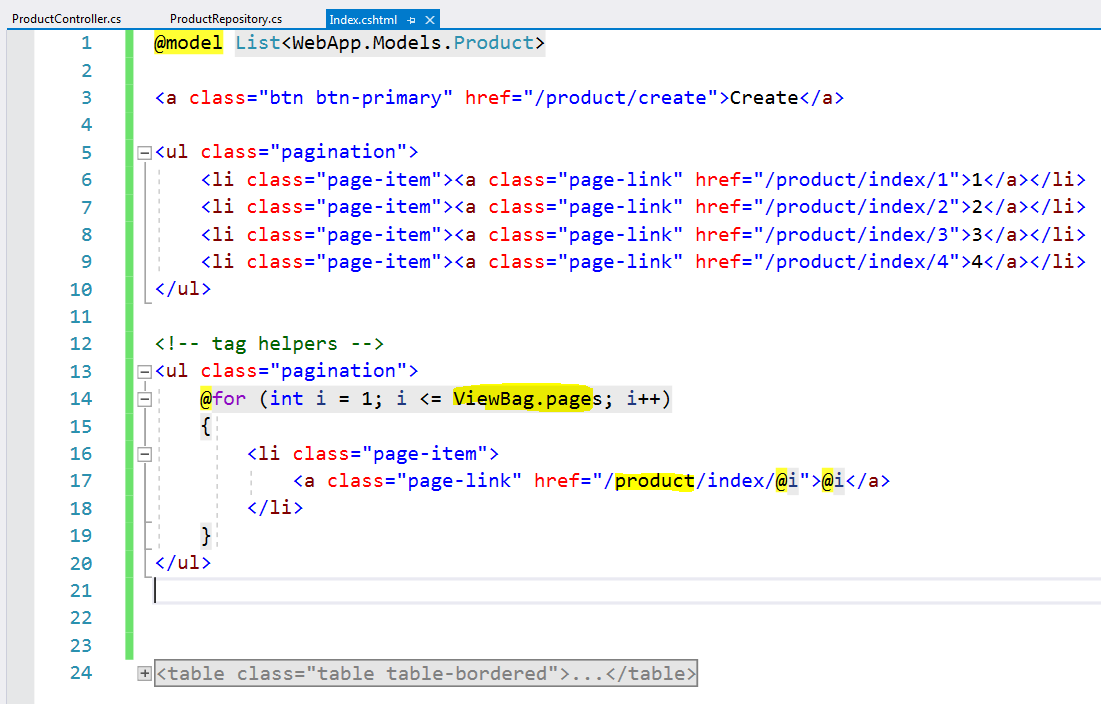 ProductController.cs ProductRepository.cs Index.cshtml
1 @model List<WebApp.Models.Product>
2
3 <a class="btn btn-primary" href="/product/create">Create</a>
4
5 <ul class="pagination">
6 <li class="page-item"><a class="page-link" href="/product/index/1">1</a></li>
7 <li class="page-item"><a class="page-link" href="/product/index/2">2</a></li>
8 <li class="page-item"><a class="page-link" href="/product/index/3">3</a></li>
9 <li class="page-item"><a class="page-link" href="/product/index/4">4</a></li>
10 </ul>
11
12 <!-- tag helpers -->
13 <ul class="pagination">
14 @for (int i = 1; i <= ViewBag.pages; i++)
15 {
16 <li class="page-item">
17 <a class="page-link" href="/product/index/@i">@i</a>
18 </li>
19 }
20 </ul>
21
22
23
24 <table class="table table-bordered">...</table>